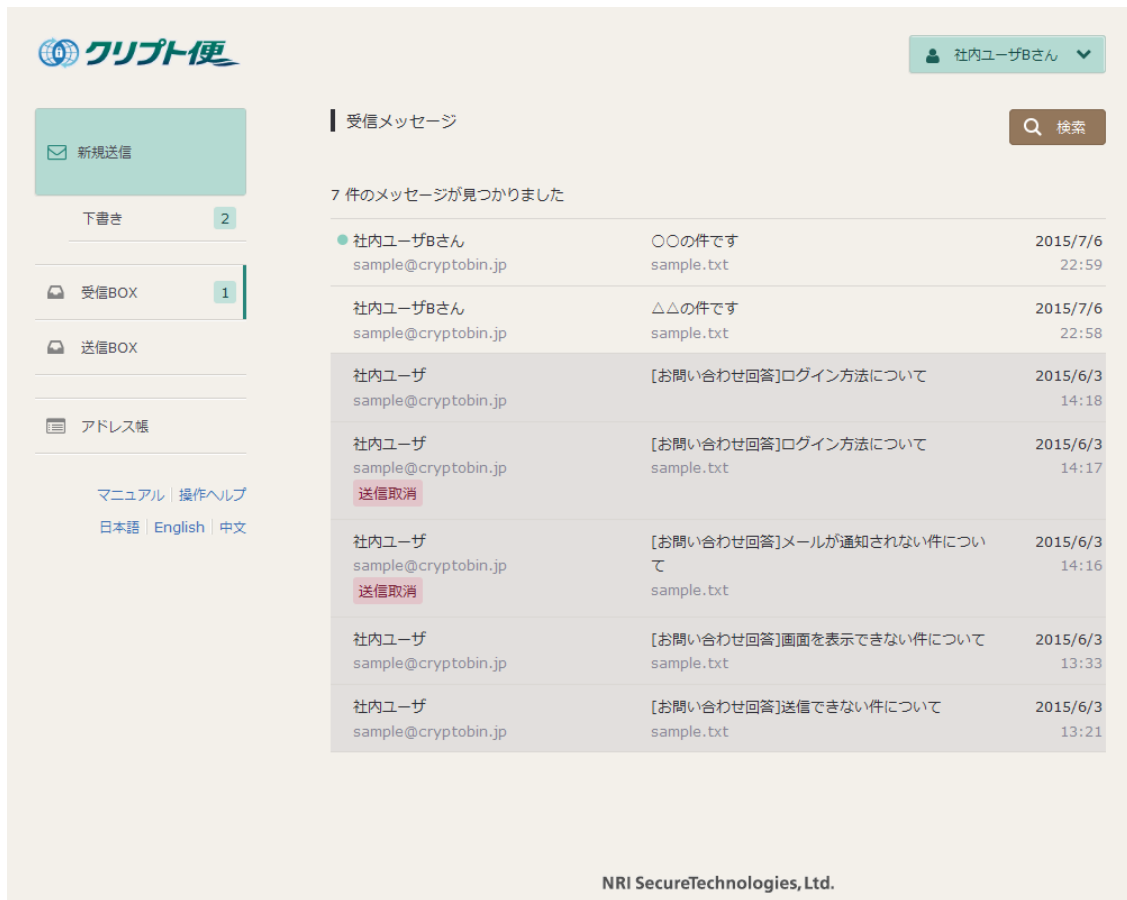 クリプト便
社内ユーザBさん
新規送信
下書き 2
受信BOX 1
送信BOX
アドレス帳
マニュアル 操作ヘルプ
日本語 English 中文
受信メッセージ
検索
7 件のメッセージが見つかりました
社内ユーザBさん 〇〇の件です 2015/7/6
sample@cryptobin.jp sample.txt 22:59
社内ユーザBさん △△の件です 2015/7/6
sample@cryptobin.jp sample.txt 22:58
社内ユーザ [お問い合わせ回答]ログイン方法について 2015/6/3
sample@cryptobin.jp 14:18
社内ユーザ [お問い合わせ回答]ログイン方法について 2015/6/3
sample@cryptobin.jp sample.txt 14:17
送信取消
社内ユーザ [お問い合わせ回答]メールが通知されない件につい 2015/6/3
sample@cryptobin.jp て 14:16
送信取消 sample.txt
社内ユーザ [お問い合わせ回答]画面を表示できない件について 2015/6/3
sample@cryptobin.jp sample.txt 13:33
社内ユーザ [お問い合わせ回答]送信できない件について 2015/6/3
sample@cryptobin.jp sample.txt 13:21
NRI SecureTechnologies, Ltd.